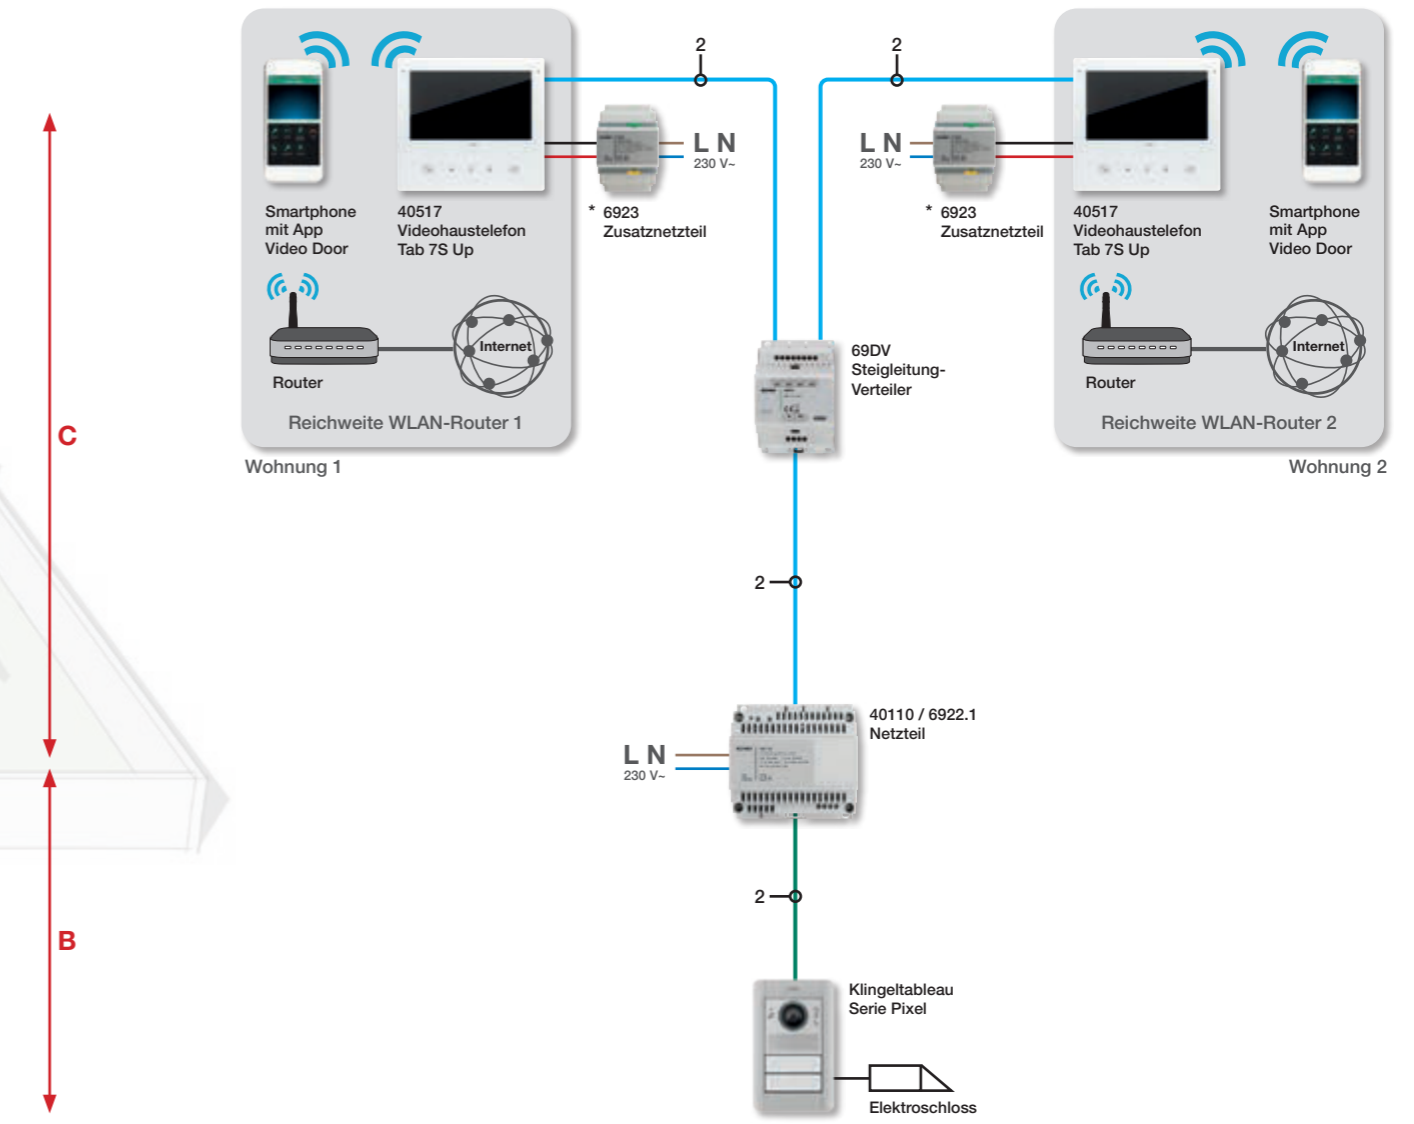 2
2
L N
230 V~
L N
230 V~
Smartphone
mit App
Video Door
40517
Videohaustelefon
Tab 7S Up
* 6923
Zusatznetzteil
* 6923
Zusatznetzteil
40517
Videohaustelefon
Tab 7S Up
Smartphone
mit App
Video Door
Internet
Router
Reichweite WLAN-Router 1
Wohnung 1
69DV
Steigleitung-
Verteiler
Internet
Router
Reichweite WLAN-Router 2
Wohnung 2
C
2
40110 / 6922.1
Netzteil
L N
230 V~
2
B
Klingeltableau
Serie Pixel
Elektroschloss